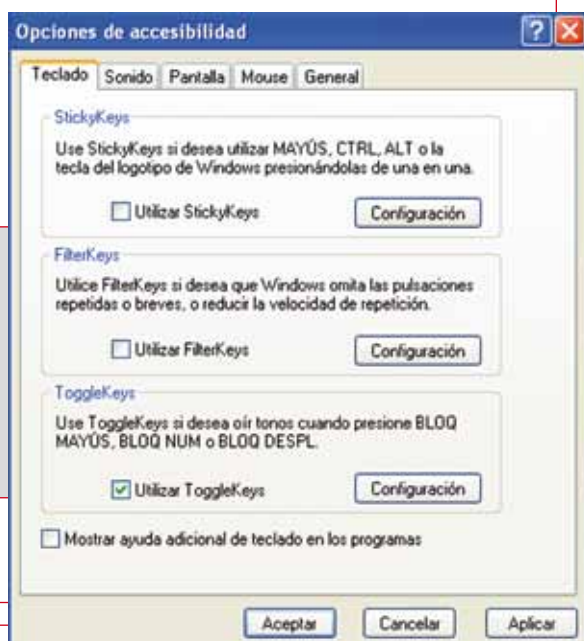 Opciones de accesibilidad
Teclado Sonido Pantalla Mouse General
StickyKeys
Use StickyKeys si desea utilizar MAYÚS, CTRL, ALT o la
tecla del logotipo de Windows presionándolas de una en una.
Utilizar StickyKeys Configuración
FilterKeys
Utilice FilterKeys si desea que Windows omita las pulsaciones
repetidas o breves, o reducir la velocidad de repetición.
Utilizar FilterKeys Configuración
ToggleKeys
Use ToggleKeys si desea oír tonos cuando presione BLOQ
MAYÚS, BLOQ NUM o BLOQ DESPL.
Utilizar ToggleKeys Configuración
Mostrar ayuda adicional de teclado en los programas
Aceptar Cancelar Aplicar